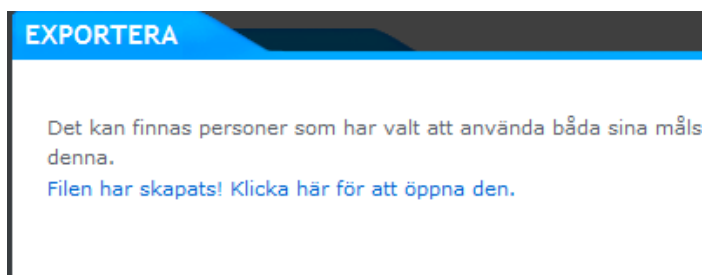 EXPORTERA
Det kan finnas personer som har valt att använda båda sina
denna.
Filen har skapats! Klicka här för att öppna den.